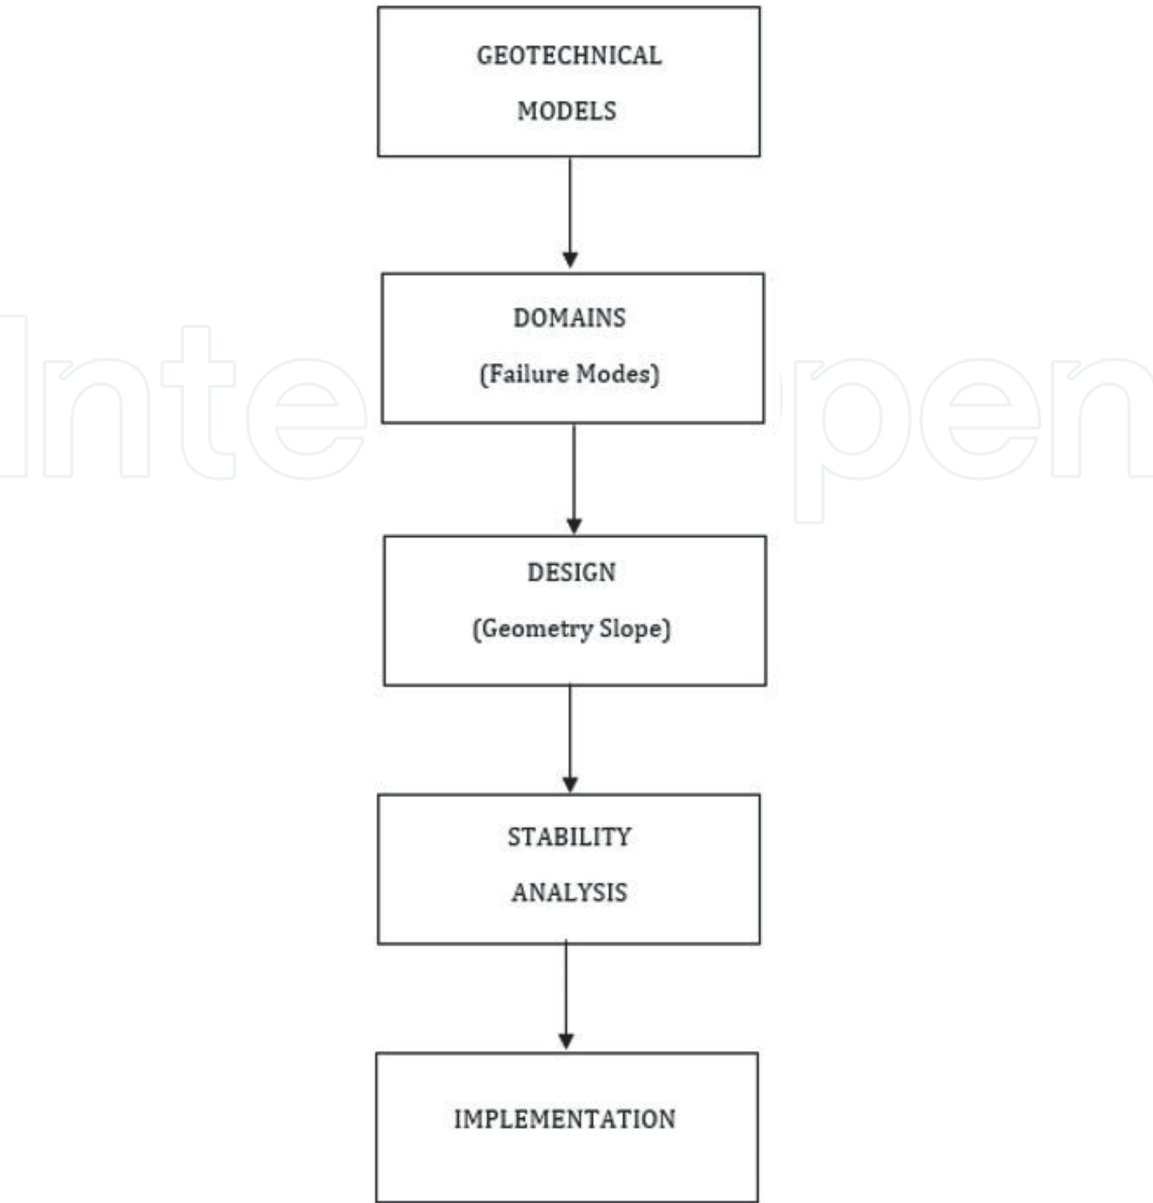 GEOTECHNICAL
MODELS
DOMAINS
(Failure Modes)
DESIGN
(Geometry Slope)
STABILITY
ANALYSIS
IMPLEMENTATION